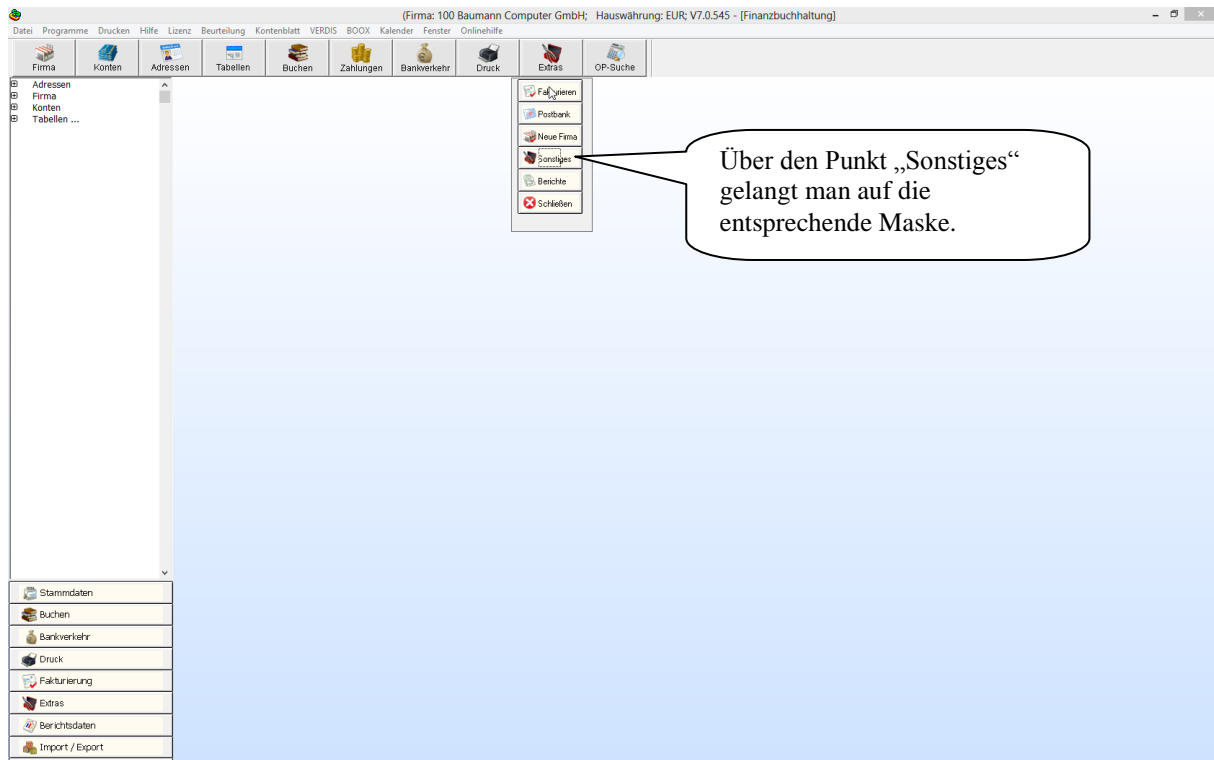 (Firma: 100 Baumann Computer GmbH;   Hauswährung: EUR; V7.0.545 - [Finanzbuchhaltung]
Datei Programme Drucken Hilfe Lizenz Beurteilung Kontenblatt VERDIS BOOX Kalender Fenster Onlinehilfe
Firma Konten Adressen Tabellen Buchen Zahlungen Bankverkehr Druck Extras OP-Suche
Adressen
Firma
Konten
Tabellen ...
Postbank
Neue Firma
Sonstiges
Berichte
Schließen
Über den Punkt „Sonstiges“
gelangt man auf die
entsprechende Maske.
Stammdaten
Buchen
Bankverkehr
Druck
Fakturierung
Extras
Berichtsdaten
Import / Export